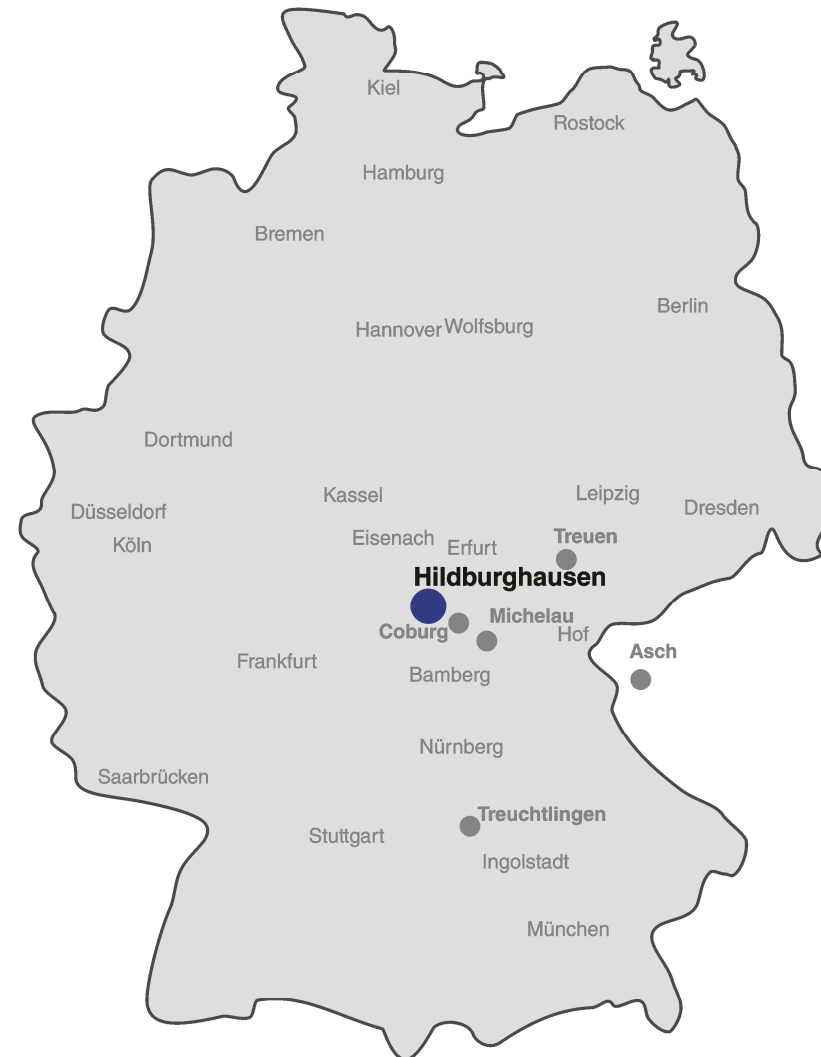 Kiel
Rostock
Hamburg
Bremen
Berlin
Hannover Wolfsburg
Dortmund
Kassel
Leipzig
Dresden
Düsseldorf
Köln
Eisenach
Erfurt
Treuen
Hildburghausen
Coburg
Michelau
Hof
Asch
Frankfurt
Bamberg
Nürnberg
Saarbrücken
Treuchtlingen
Stuttgart
Ingolstadt
München